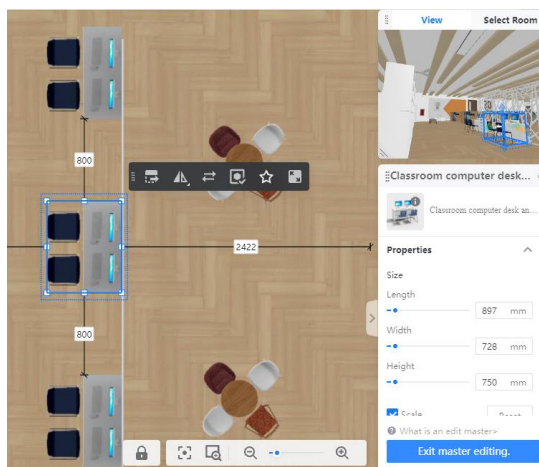 View
Select Room
800
2422
800
Classroom computer desk...
Classroom computer desk an...
Properties
Size
Length
897 mm
Width
728 mm
Height
750 mm
Scale
Reset
What is an edit master>
Exit master editing.